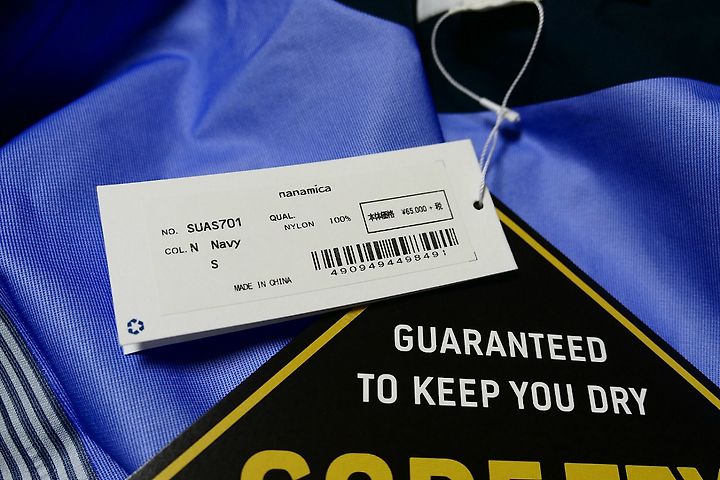 nanamica
NO. SUAS701
QUAL. NYLON 100%
本体価格 ¥65,000 + 税
COL. N Navy
S
MADE IN CHINA
4909494498491
GUARANTEED
TO KEEP YOU DRY